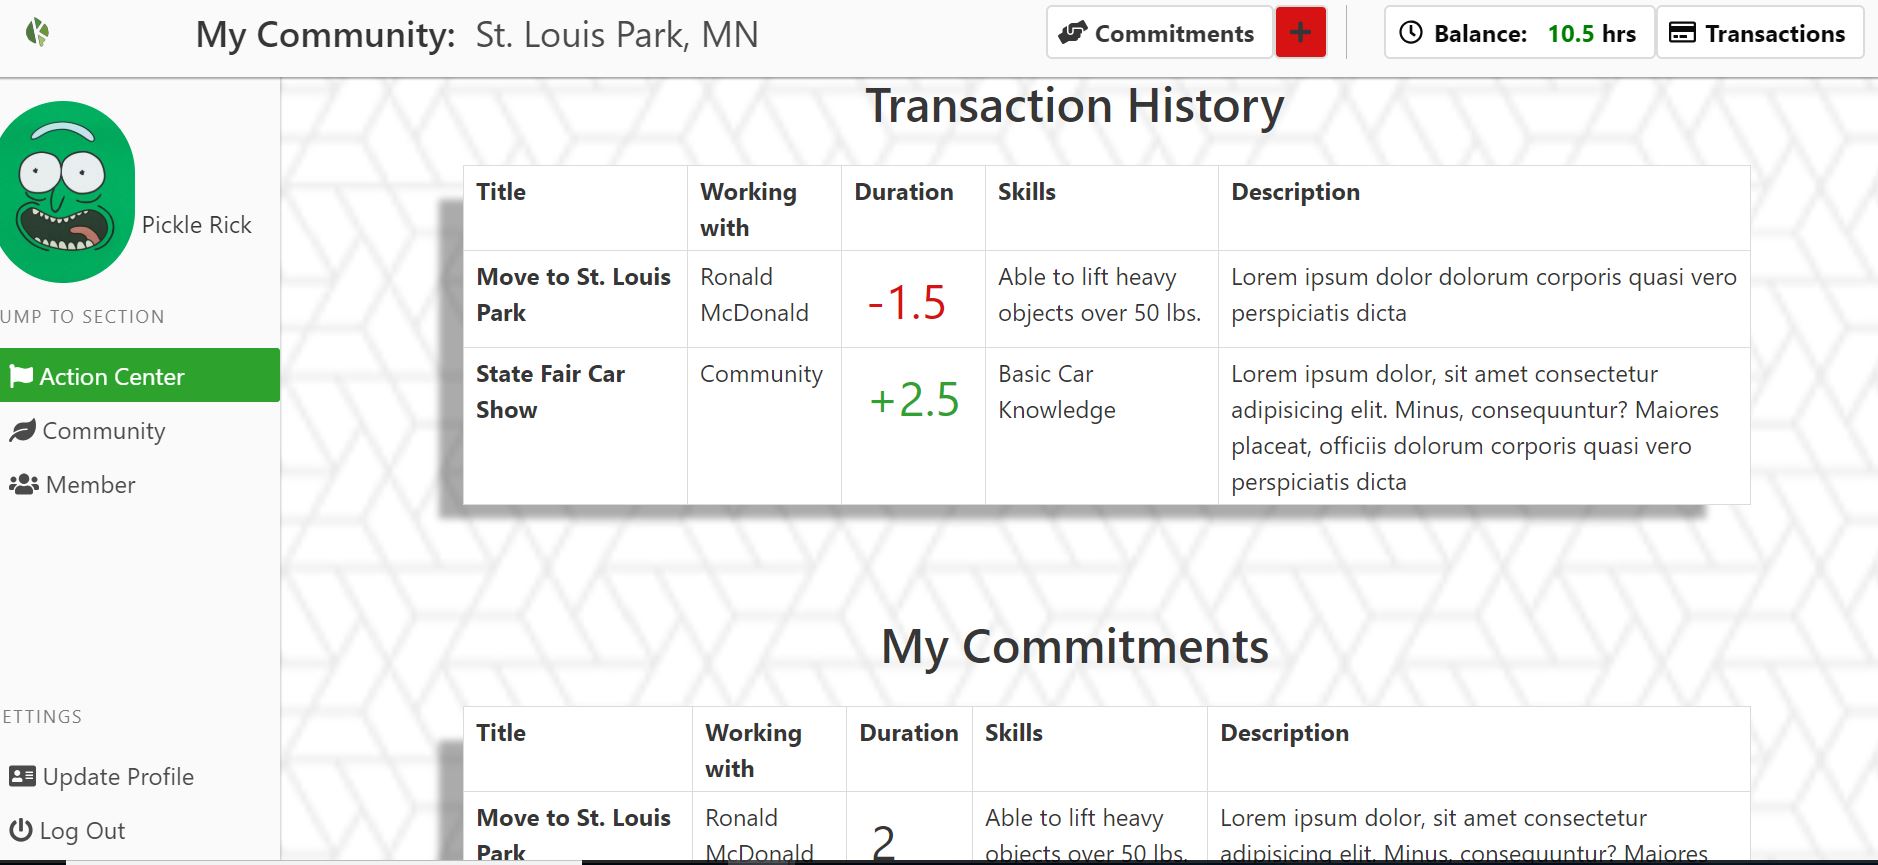 My Community: St. Louis Park, MN
Commitments
Balance: 10.5 hrs
Transactions
Pickle Rick
UMP TO SECTION
Action Center
Community
Member
ETTINGS
Update Profile
Log Out
Transaction History
Title
Working
with
Duration
Skills
Description
Move to St. Louis
Park
Ronald
McDonald
-1.5
Able to lift heavy
objects over 50 lbs.
Lorem ipsum dolor dolorum corporis quasi vero
perspiciatis dicta
State Fair Car
Show
Community
+2.5
Basic Car
Knowledge
Lorem ipsum dolor, sit amet consectetur
adipisicing elit. Minus, consequuntur? Maiores
placeat, officiis dolorum corporis quasi vero
perspiciatis dicta
My Commitments
Title
Working
with
Duration
Skills
Description
Move to St. Louis
Park
Ronald
McDonald
2
Able to lift heavy
objects over 50 lbs.
Lorem ipsum dolor, sit amet consectetur
adipisicing elit. Minus, consequuntur? Maiores